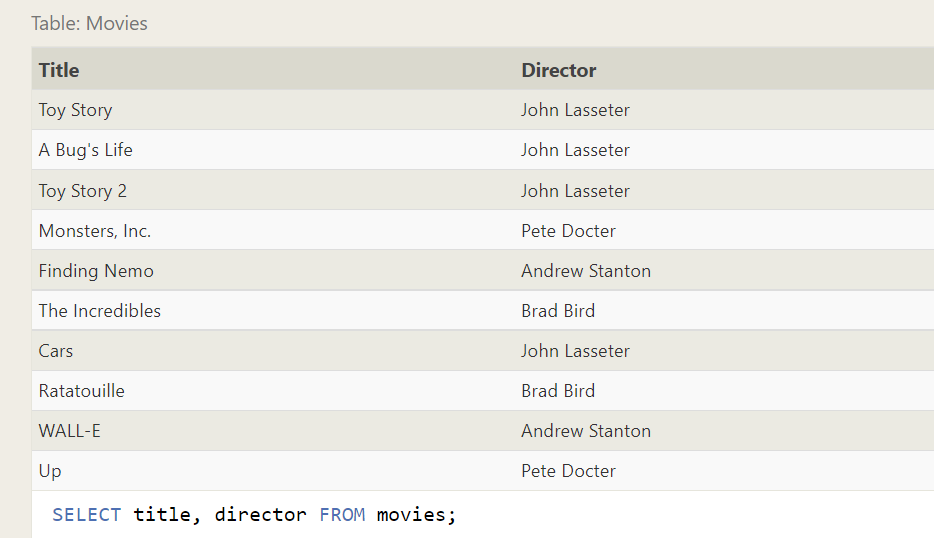 Table: Movies
Title Director
Toy Story John Lasseter
A Bug's Life John Lasseter
Toy Story 2 John Lasseter
Monsters, Inc. Pete Docter
Finding Nemo Andrew Stanton
The Incredibles Brad Bird
Cars John Lasseter
Ratatouille Brad Bird
WALL-E Andrew Stanton
Up Pete Docter
SELECT title, director FROM movies;